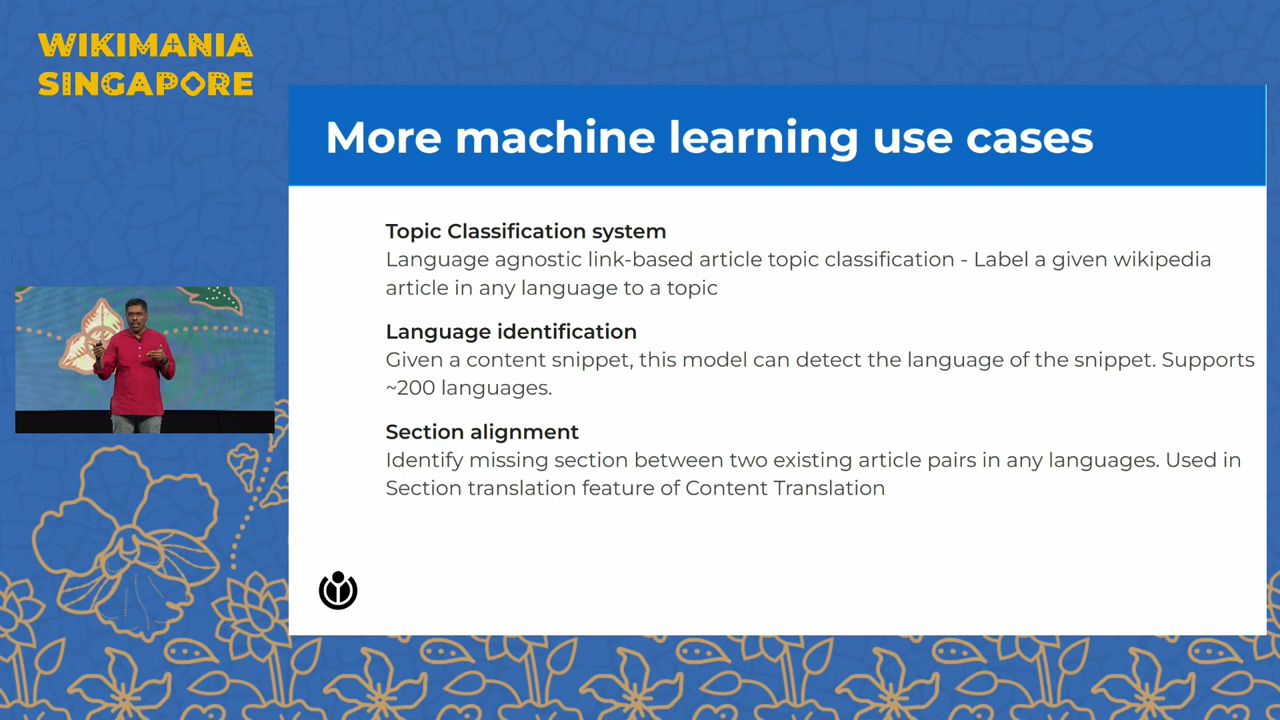 WIKIMANIA
SINGAPORE
More machine learning use cases
Topic Classification system
Language agnostic link-based article topic classification - Label a given wikipedia
article in any language to a topic
Language identification
Given a content snippet, this model can detect the language of the snippet. Supports
~200 languages.
Section alignment
Identify missing section between two existing article pairs in any languages. Used in
Section translation feature of Content Translation